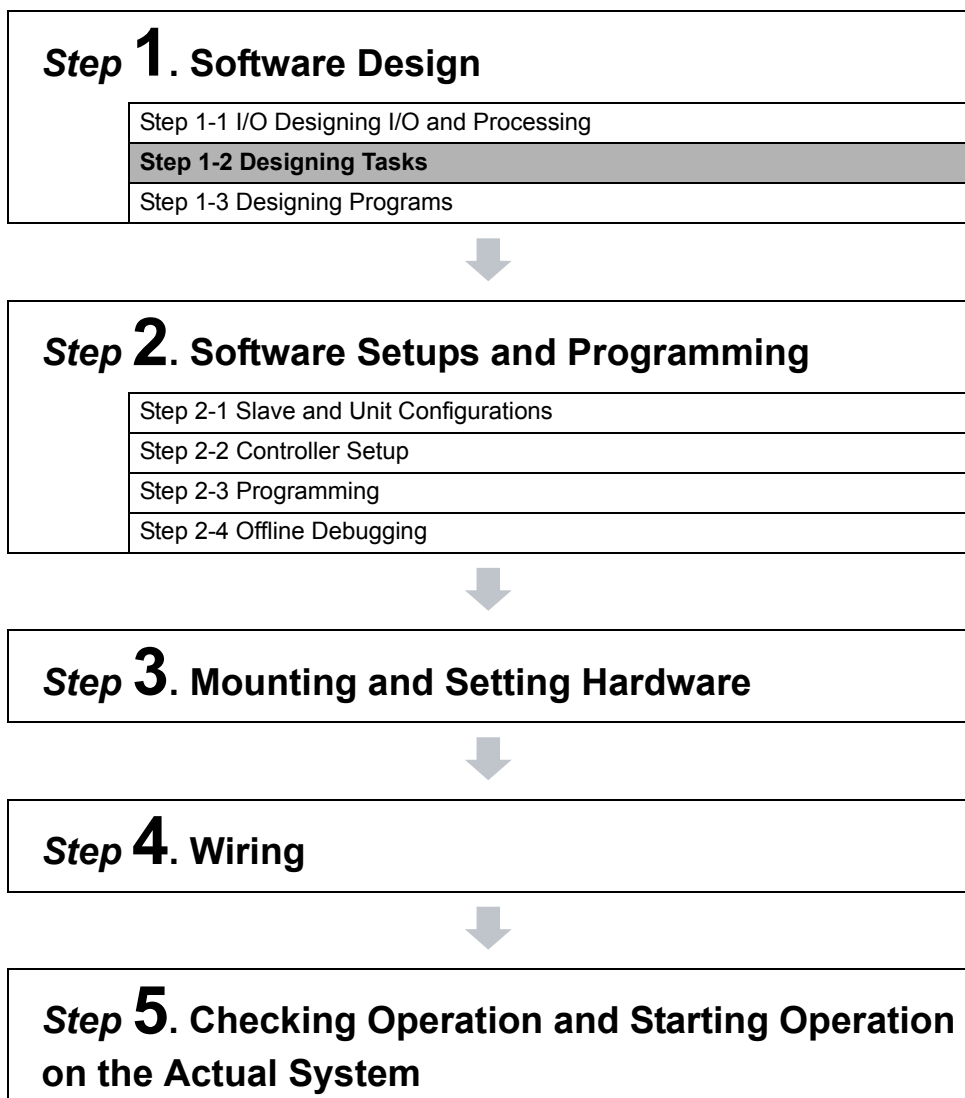 Step 1. Software Design
Step 1-1 I/O Designing I/O and Processing
Step 1-2 Designing Tasks
Step 1-3 Designing Programs
Step 2. Software Setups and Programming
Step 2-1 Slave and Unit Configurations
Step 2-2 Controller Setup
Step 2-3 Programming
Step 2-4 Offline Debugging
Step 3. Mounting and Setting Hardware
Step 4. Wiring
Step 5. Checking Operation and Starting Operation
on the Actual System